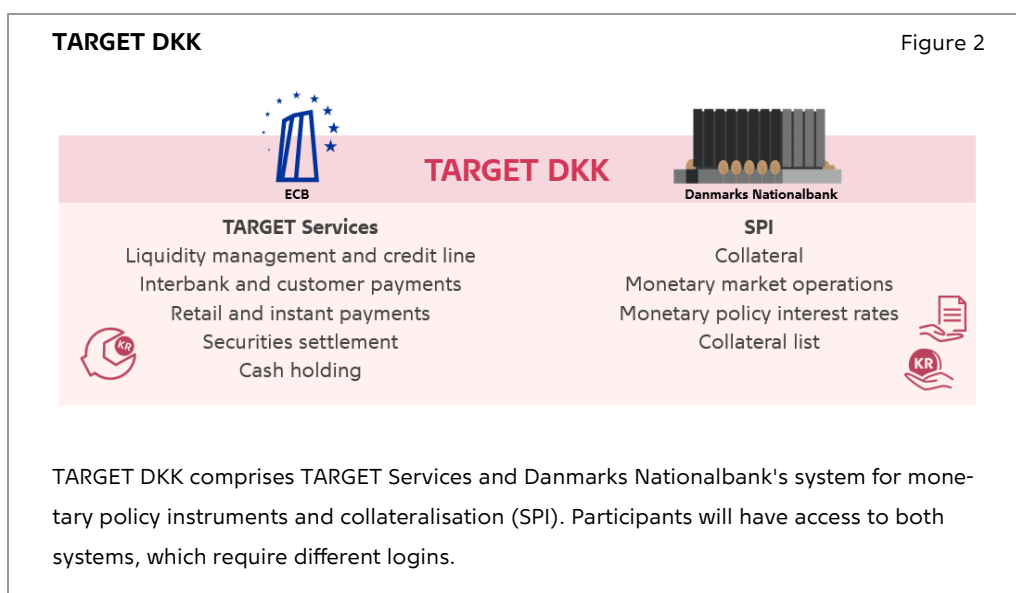 TARGET DKK
Figure 2
TARGET DKK
ECB
Danmarks Nationalbank
TARGET Services
Liquidity management and credit line
Interbank and customer payments
Retail and instant payments
Securities settlement
Cash holding
KR
SPI
Collateral
Monetary market operations
Monetary policy interest rates
Collateral list
KR
TARGET DKK comprises TARGET Services and Danmarks Nationalbank's system for mone-
tary policy instruments and collateralisation (SPI). Participants will have access to both
systems, which require different logins.